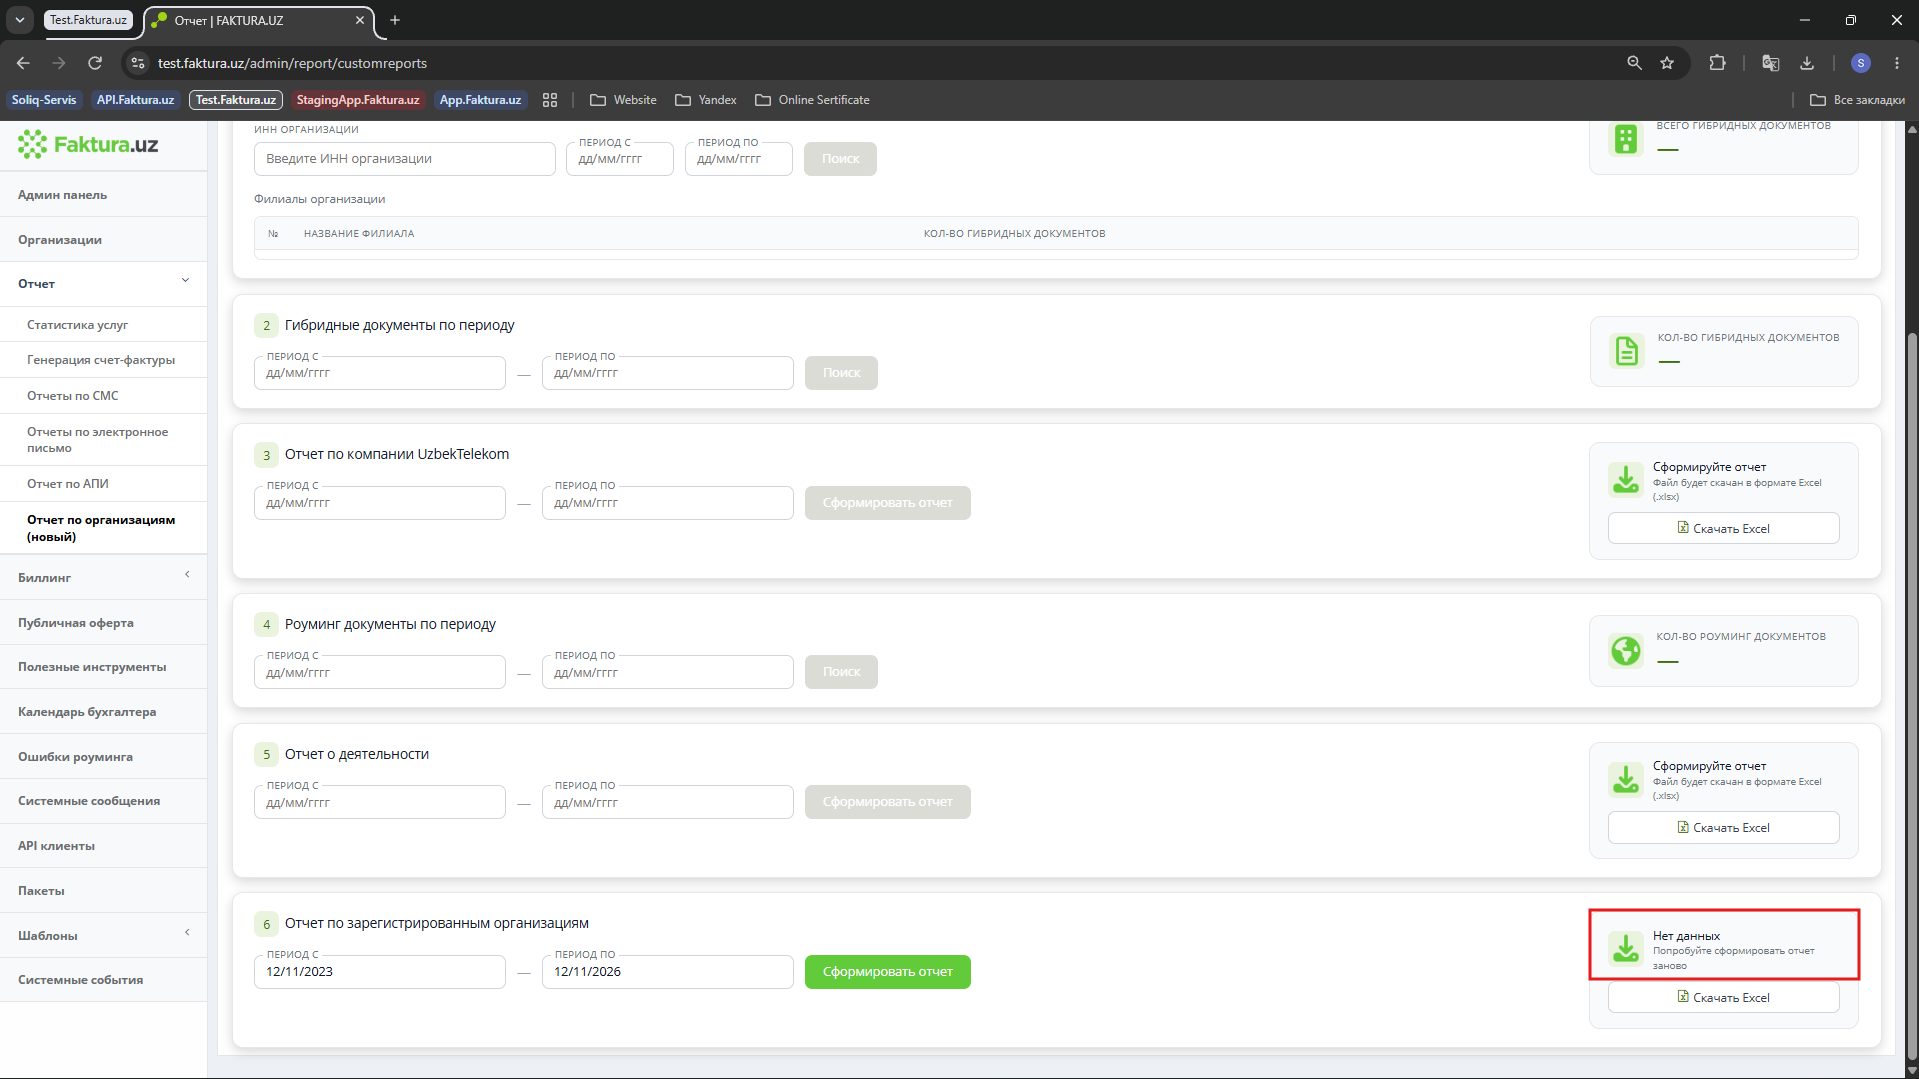 Test.Faktura.uz
Отчет | FAKTURA.UZ
test.faktura.uz/admin/report/customreports
S
Soliq-Servis
API.Faktura.uz
Test.Faktura.uz
StagingApp.Faktura.uz
App.Faktura.uz
Website
Yandex
Online Sertificate
Все закладки
Faktura.uz
Админ панель
Организации
Отчет
Статистика услуг
Генерация счет-фактуры
Отчеты по СМС
Отчеты по электронное
письмо
Отчет по АПИ
Отчет по организациям
(новый)
Биллинг
Публичная оферта
Полезные инструменты
Календарь бухгалтера
Ошибки роуминга
Системные сообщения
API клиенты
Пакеты
Шаблоны
Системные события
ИНН ОРГАНИЗАЦИИ
Введите ИНН организации
ПЕРИОД С
дд/мм/гггг
ПЕРИОД ПО
дд/мм/гггг
Поиск
ВСЕГО ГИБРИДНЫХ ДОКУМЕНТОВ
—
Филиалы организации
№ НАЗВАНИЕ ФИЛИАЛА КОЛ-ВО ГИБРИДНЫХ ДОКУМЕНТОВ
2 Гибридные документы по периоду
ПЕРИОД С
дд/мм/гггг
—
ПЕРИОД ПО
дд/мм/гггг
Поиск
КОЛ-ВО ГИБРИДНЫХ ДОКУМЕНТОВ
—
3 Отчет по компании UzbekTelekom
ПЕРИОД С
дд/мм/гггг
—
ПЕРИОД ПО
дд/мм/гггг
Сформировать отчет
Сформируйте отчет
Файл будет скачан в формате Excel
(.xlsx)
Скачать Excel
4 Роуминг документы по периоду
ПЕРИОД С
дд/мм/гггг
—
ПЕРИОД ПО
дд/мм/гггг
Поиск
КОЛ-ВО РОУМИНГ ДОКУМЕНТОВ
—
5 Отчет о деятельности
ПЕРИОД С
дд/мм/гггг
—
ПЕРИОД ПО
дд/мм/гггг
Сформировать отчет
Сформируйте отчет
Файл будет скачан в формате Excel
(.xlsx)
Скачать Excel
6 Отчет по зарегистрированным организациям
ПЕРИОД С
12/11/2023
—
ПЕРИОД ПО
12/11/2026
Сформировать отчет
Нет данных
Попробуйте сформировать отчет
заново
Скачать Excel